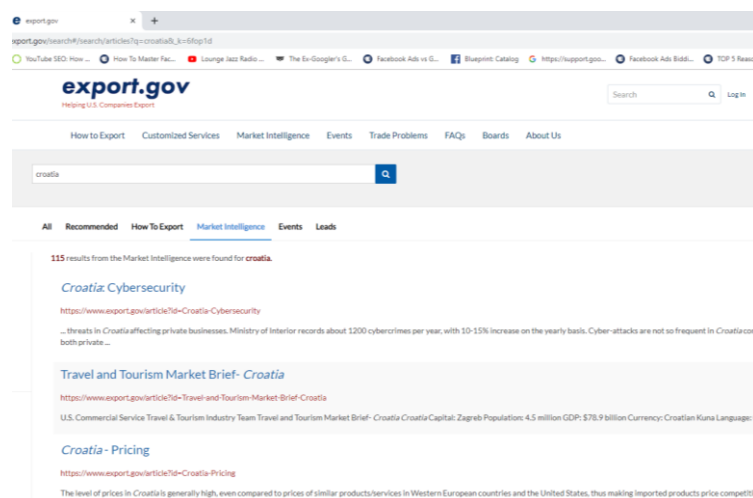 export.gov
export.gov/search#/search/articles?q=croatia&_k=6fop1d
YouTube SEO: How ... How To Master Fac... Lounge Jazz Radio ... The Ex-Googler's G... Facebook Ads vs G... Blueprint Catalog https://support.goo... Facebook Ads Biddi... TOP 5 Reaso
export.gov
Helping U.S. Companies Export
Search Log In
How to Export Customized Services Market Intelligence Events Trade Problems FAQs Boards About Us
croatia
All Recommended How To Export Market Intelligence Events Leads
115 results from the Market Intelligence were found for croatia.
Croatia: Cybersecurity
https://www.export.gov/article?id=Croatia-Cybersecurity
... threats in Croatia affecting private businesses. Ministry of Interior records about 1200 cybercrimes per year, with 10-15% increase on the yearly basis. Cyber-attacks are not so frequent in Croatia co
both private ...
Travel and Tourism Market Brief- Croatia
https://www.export.gov/article?id=Travel-and-Tourism-Market-Brief-Croatia
U.S. Commercial Service Travel & Tourism Industry Team Travel and Tourism Market Brief- Croatia Croatia Capital: Zagreb Population: 4.5 million GDP: $78.9 billion Currency: Croatian Kuna Language:
Croatia - Pricing
https://www.export.gov/article?id=Croatia-Pricing
The level of prices in Croatia is generally high, even compared to prices of similar products/services in Western European countries and the United States, thus making imported products price competiti